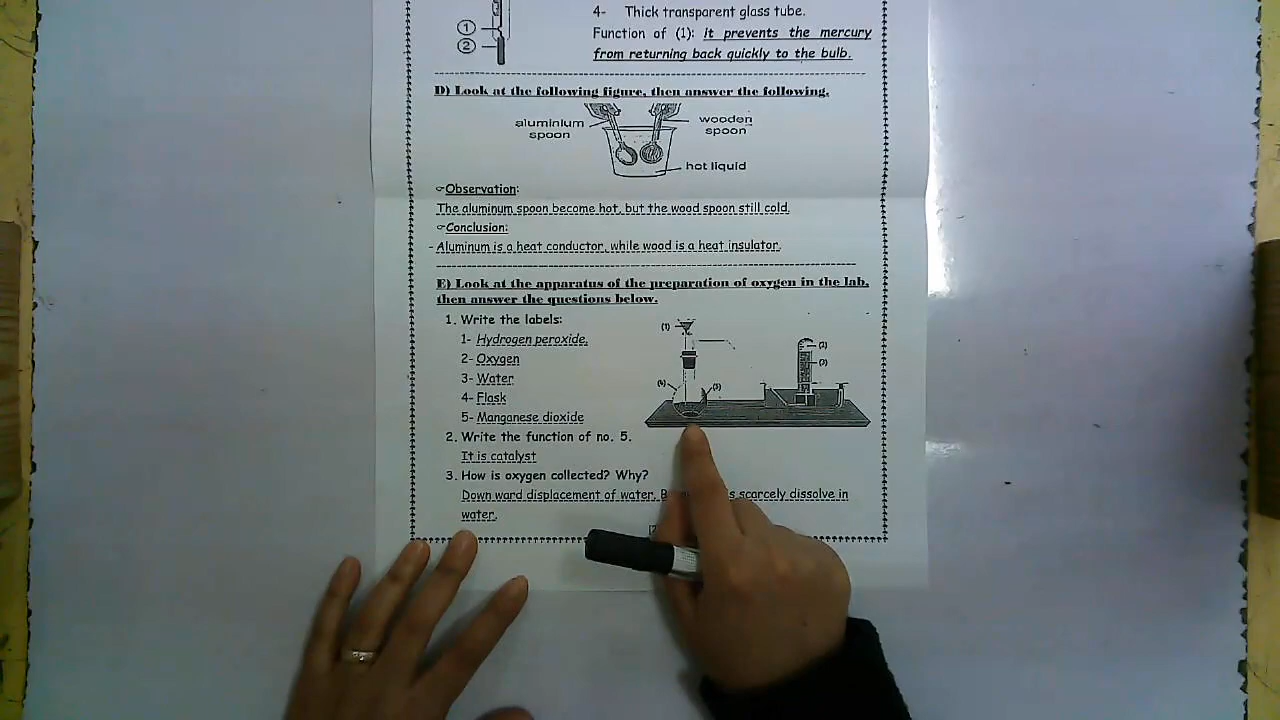 4- Thick transparent glass tube.
1
Function of (1): It prevents the mercury
2
from returning back quickly to the bulb.
D) Look at the following figure, then answer the following.
aluminium spoon
wooden spoon
hot liquid
Observation:
The aluminum spoon become hot, but the wood spoon still cold.
Conclusion:
- Aluminum is a heat conductor, while wood is a heat insulator.
E) Look at the apparatus of the preparation of oxygen in the lab,
then answer the questions below.
1. Write the labels:
1- Hydrogen peroxide.
2- Oxygen
3- Water
4- Flask
5- Manganese dioxide
(1)
(2)
(3)
2. Write the function of no. 5.
It is catalyst
3. How is oxygen collected? Why?
Down ward displacement of water. scarcely dissolve in
water.